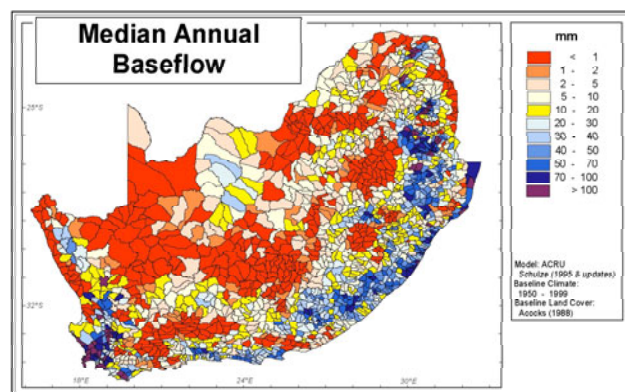 Median Annual
Baseflow
mm
< 1
1 - 2
2 - 5
5 - 10
10 - 20
20 - 30
30 - 40
40 - 50
50 - 70
70 - 100
> 100
Model: ACRU
Schulze (1995 & updates)
Baseline Climate:
1950 - 1999
Baseline Land Cover:
Acocks (1988)
32°S
18°E
24°E
30°E